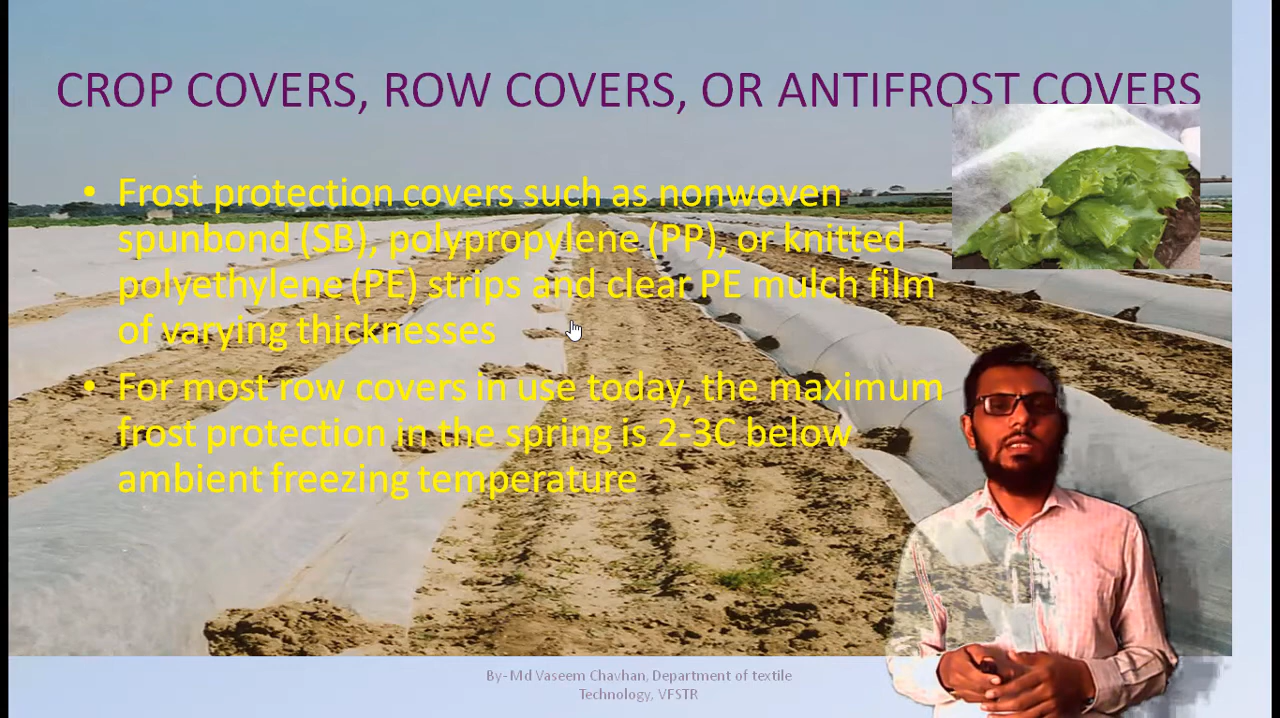 CROP COVERS, ROW COVERS, OR ANTIFROST COVERS
• Frost protection covers such as nonwoven
spunbond (SB), polypropylene (PP), or knitted
polyethylene (PE) strips and clear PE mulch film
of varying thicknesses
• For most row covers in use today, the maximum
frost protection in the spring is 2-3C below
ambient freezing temperature
By- Md Vaseem Chavhan, Department of textile
Technology, VFSTR